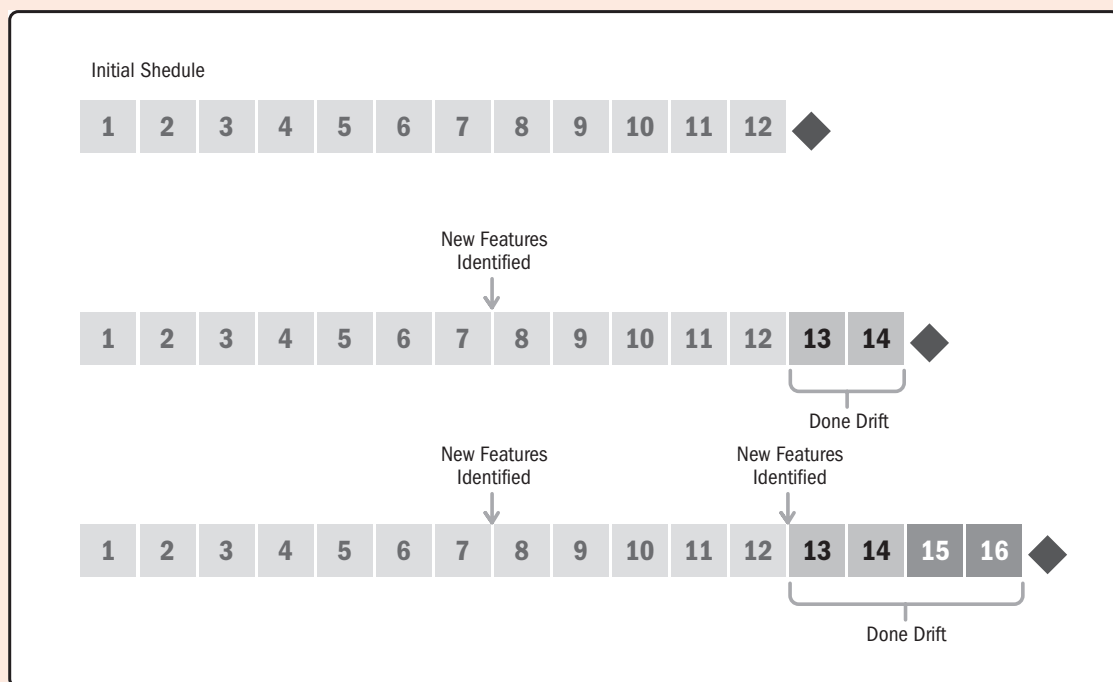 Initial Shedule
1 2 3 4 5 6 7 8 9 10 11 12
New Features
Identified
1 2 3 4 5 6 7 8 9 10 11 12 13 14
Done Drift
New Features
Identified
New Features
Identified
1 2 3 4 5 6 7 8 9 10 11 12 13 14 15 16
Done Drift